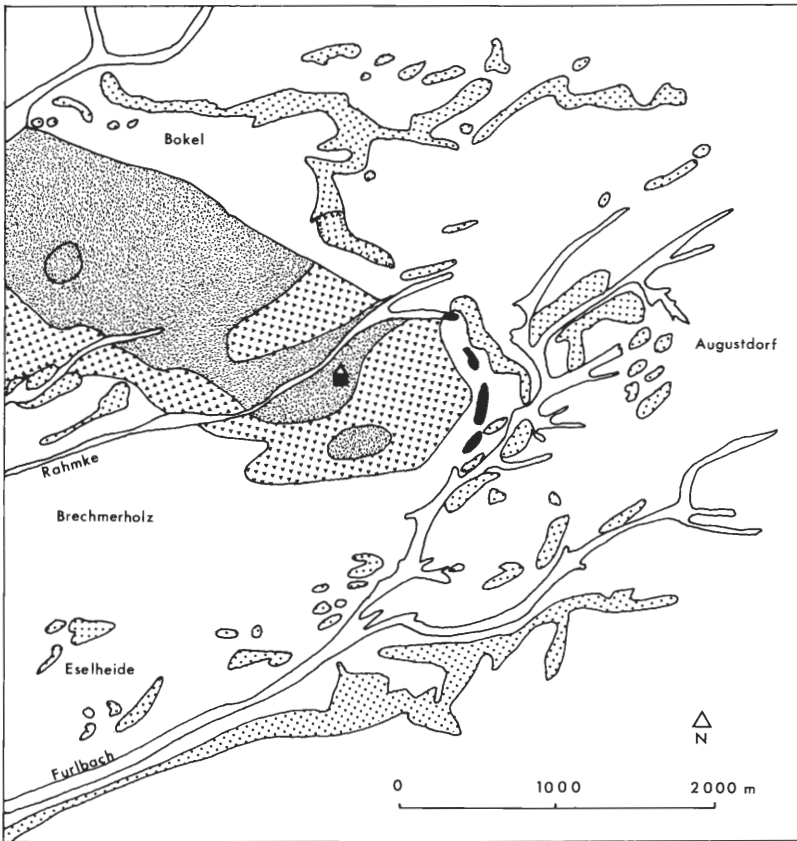 Bokel
Augustdorf
Rahmke
Brechmerholz
Eselheide
Furlbach
N
0 1000 2000 m